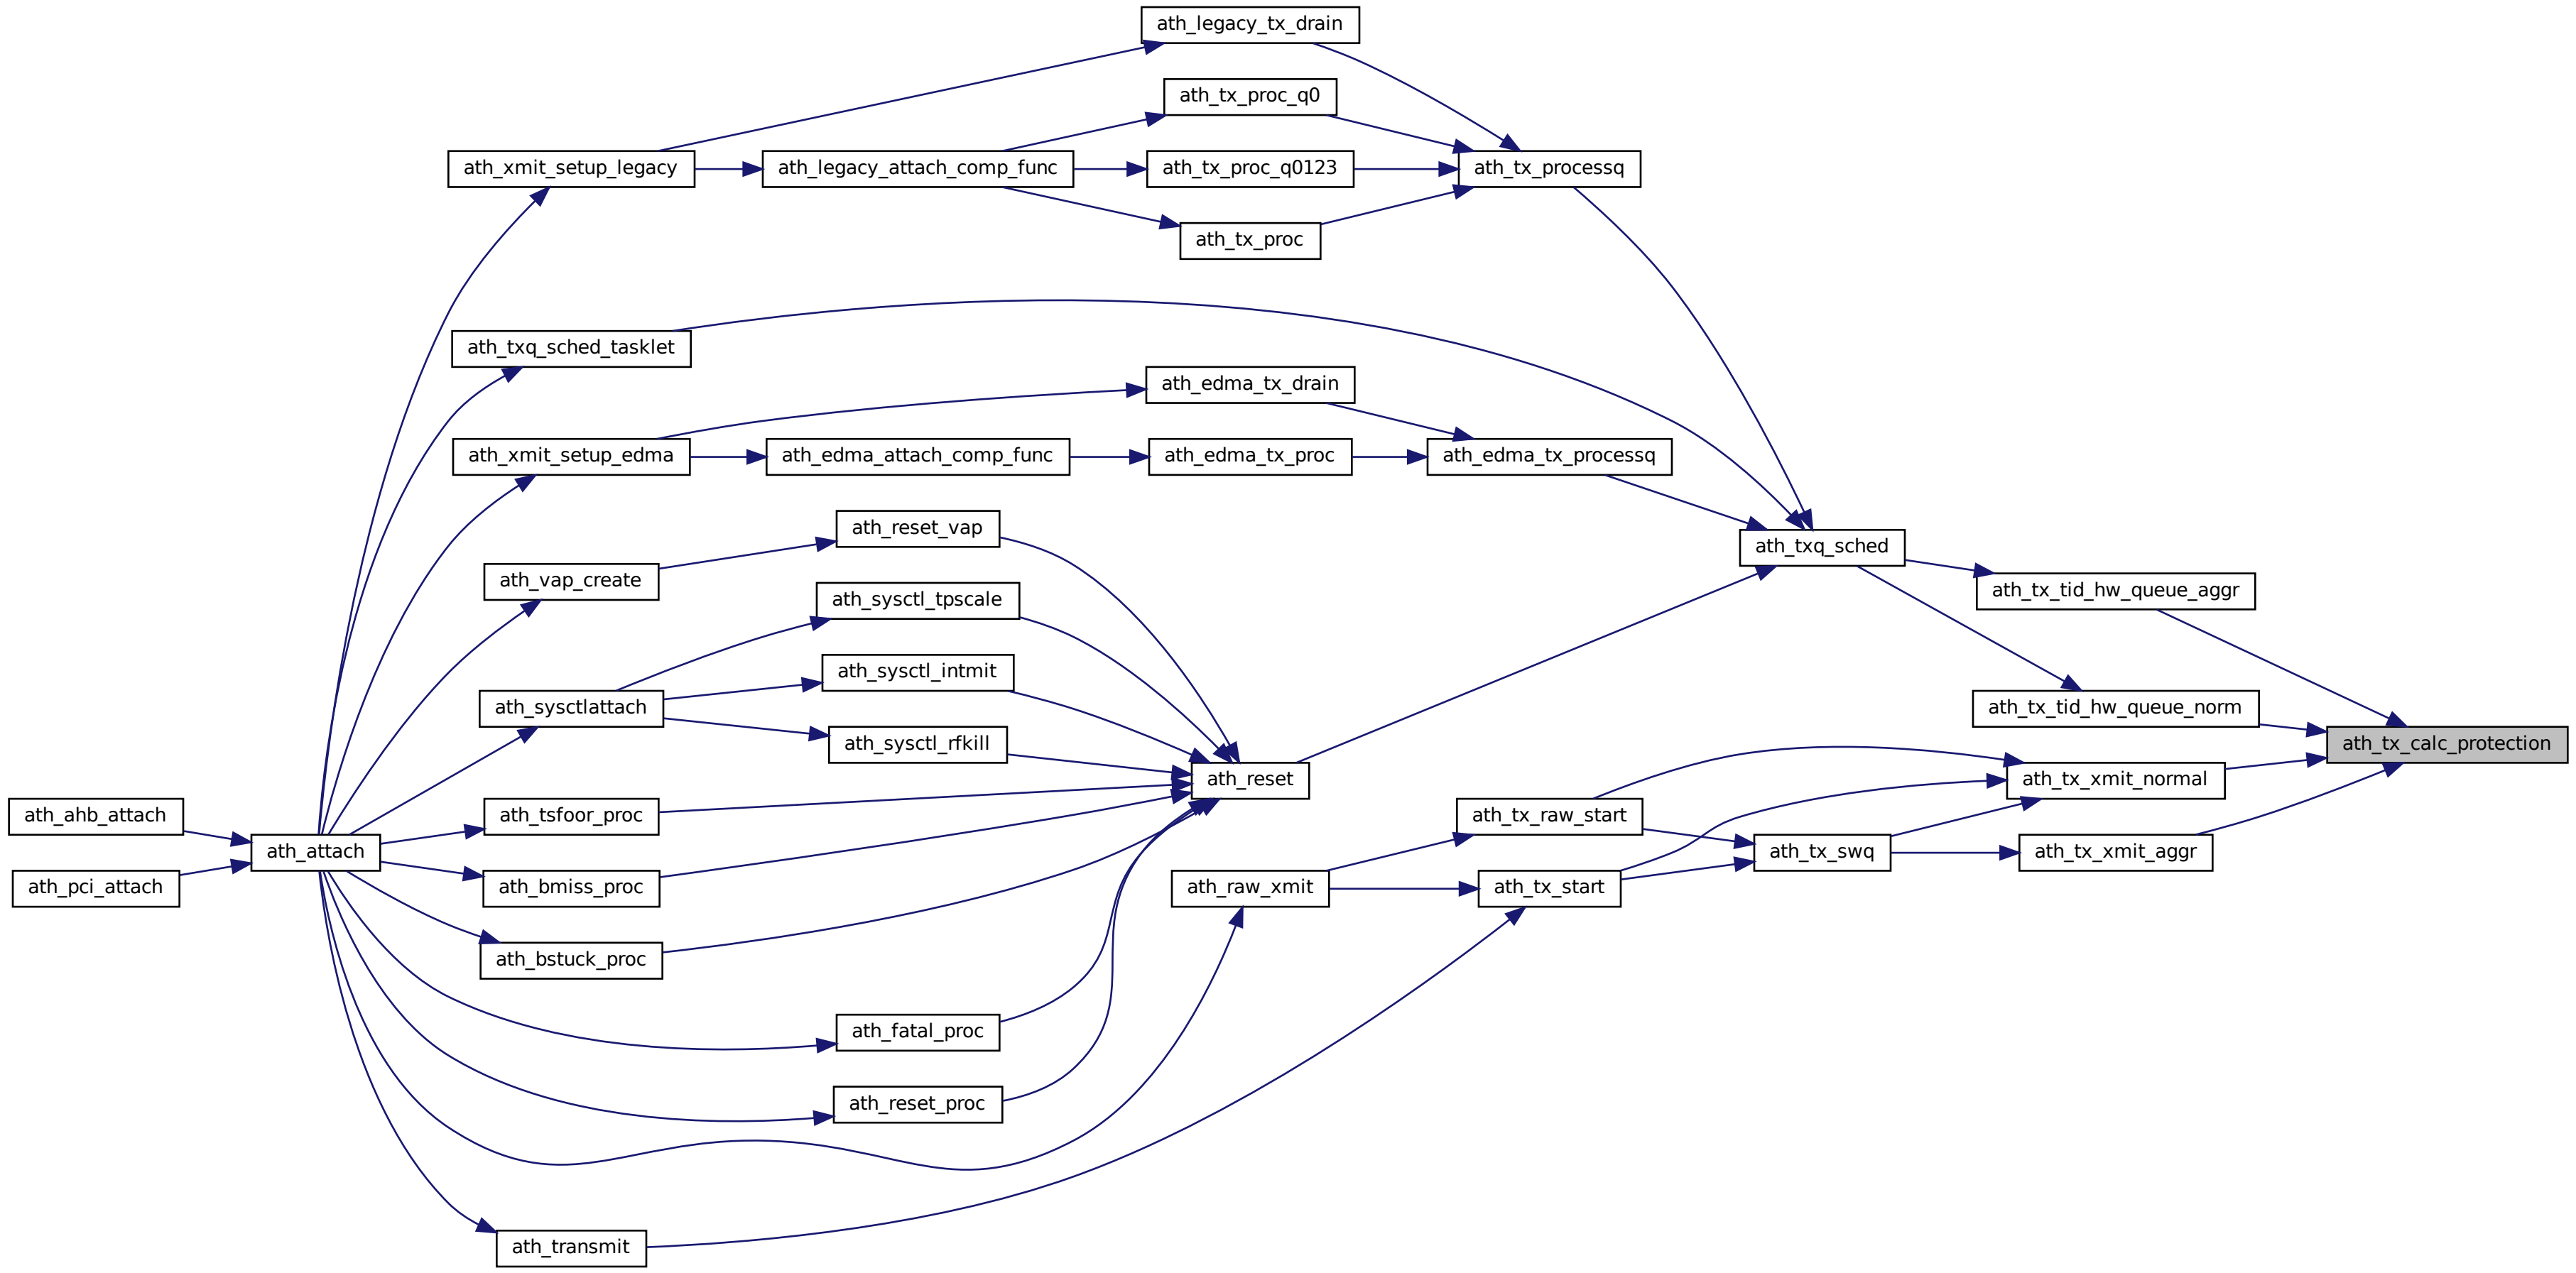 ath_legacy_tx_drain
ath_tx_proc_q0
ath_xmit_setup_legacy
ath_legacy_attach_comp_func
ath_tx_proc_q0123
ath_tx_processq
ath_tx_proc
ath_txq_sched_tasklet
ath_edma_tx_drain
ath_xmit_setup_edma
ath_edma_attach_comp_func
ath_edma_tx_proc
ath_edma_tx_processq
ath_reset_vap
ath_txq_sched
ath_vap_create
ath_tx_tid_hw_queue_aggr
ath_sysctl_tpscale
ath_sysctl_intmit
ath_sysctlattach
ath_tx_tid_hw_queue_norm
ath_sysctl_rfkill
ath_tx_calc_protection
ath_reset
ath_tx_xmit_normal
ath_ahb_attach
ath_tsfoor_proc
ath_tx_raw_start
ath_attach
ath_tx_swq
ath_tx_xmit_aggr
ath_pci_attach
ath_bmiss_proc
ath_raw_xmit
ath_tx_start
ath_bstuck_proc
ath_fatal_proc
ath_reset_proc
ath_transmit